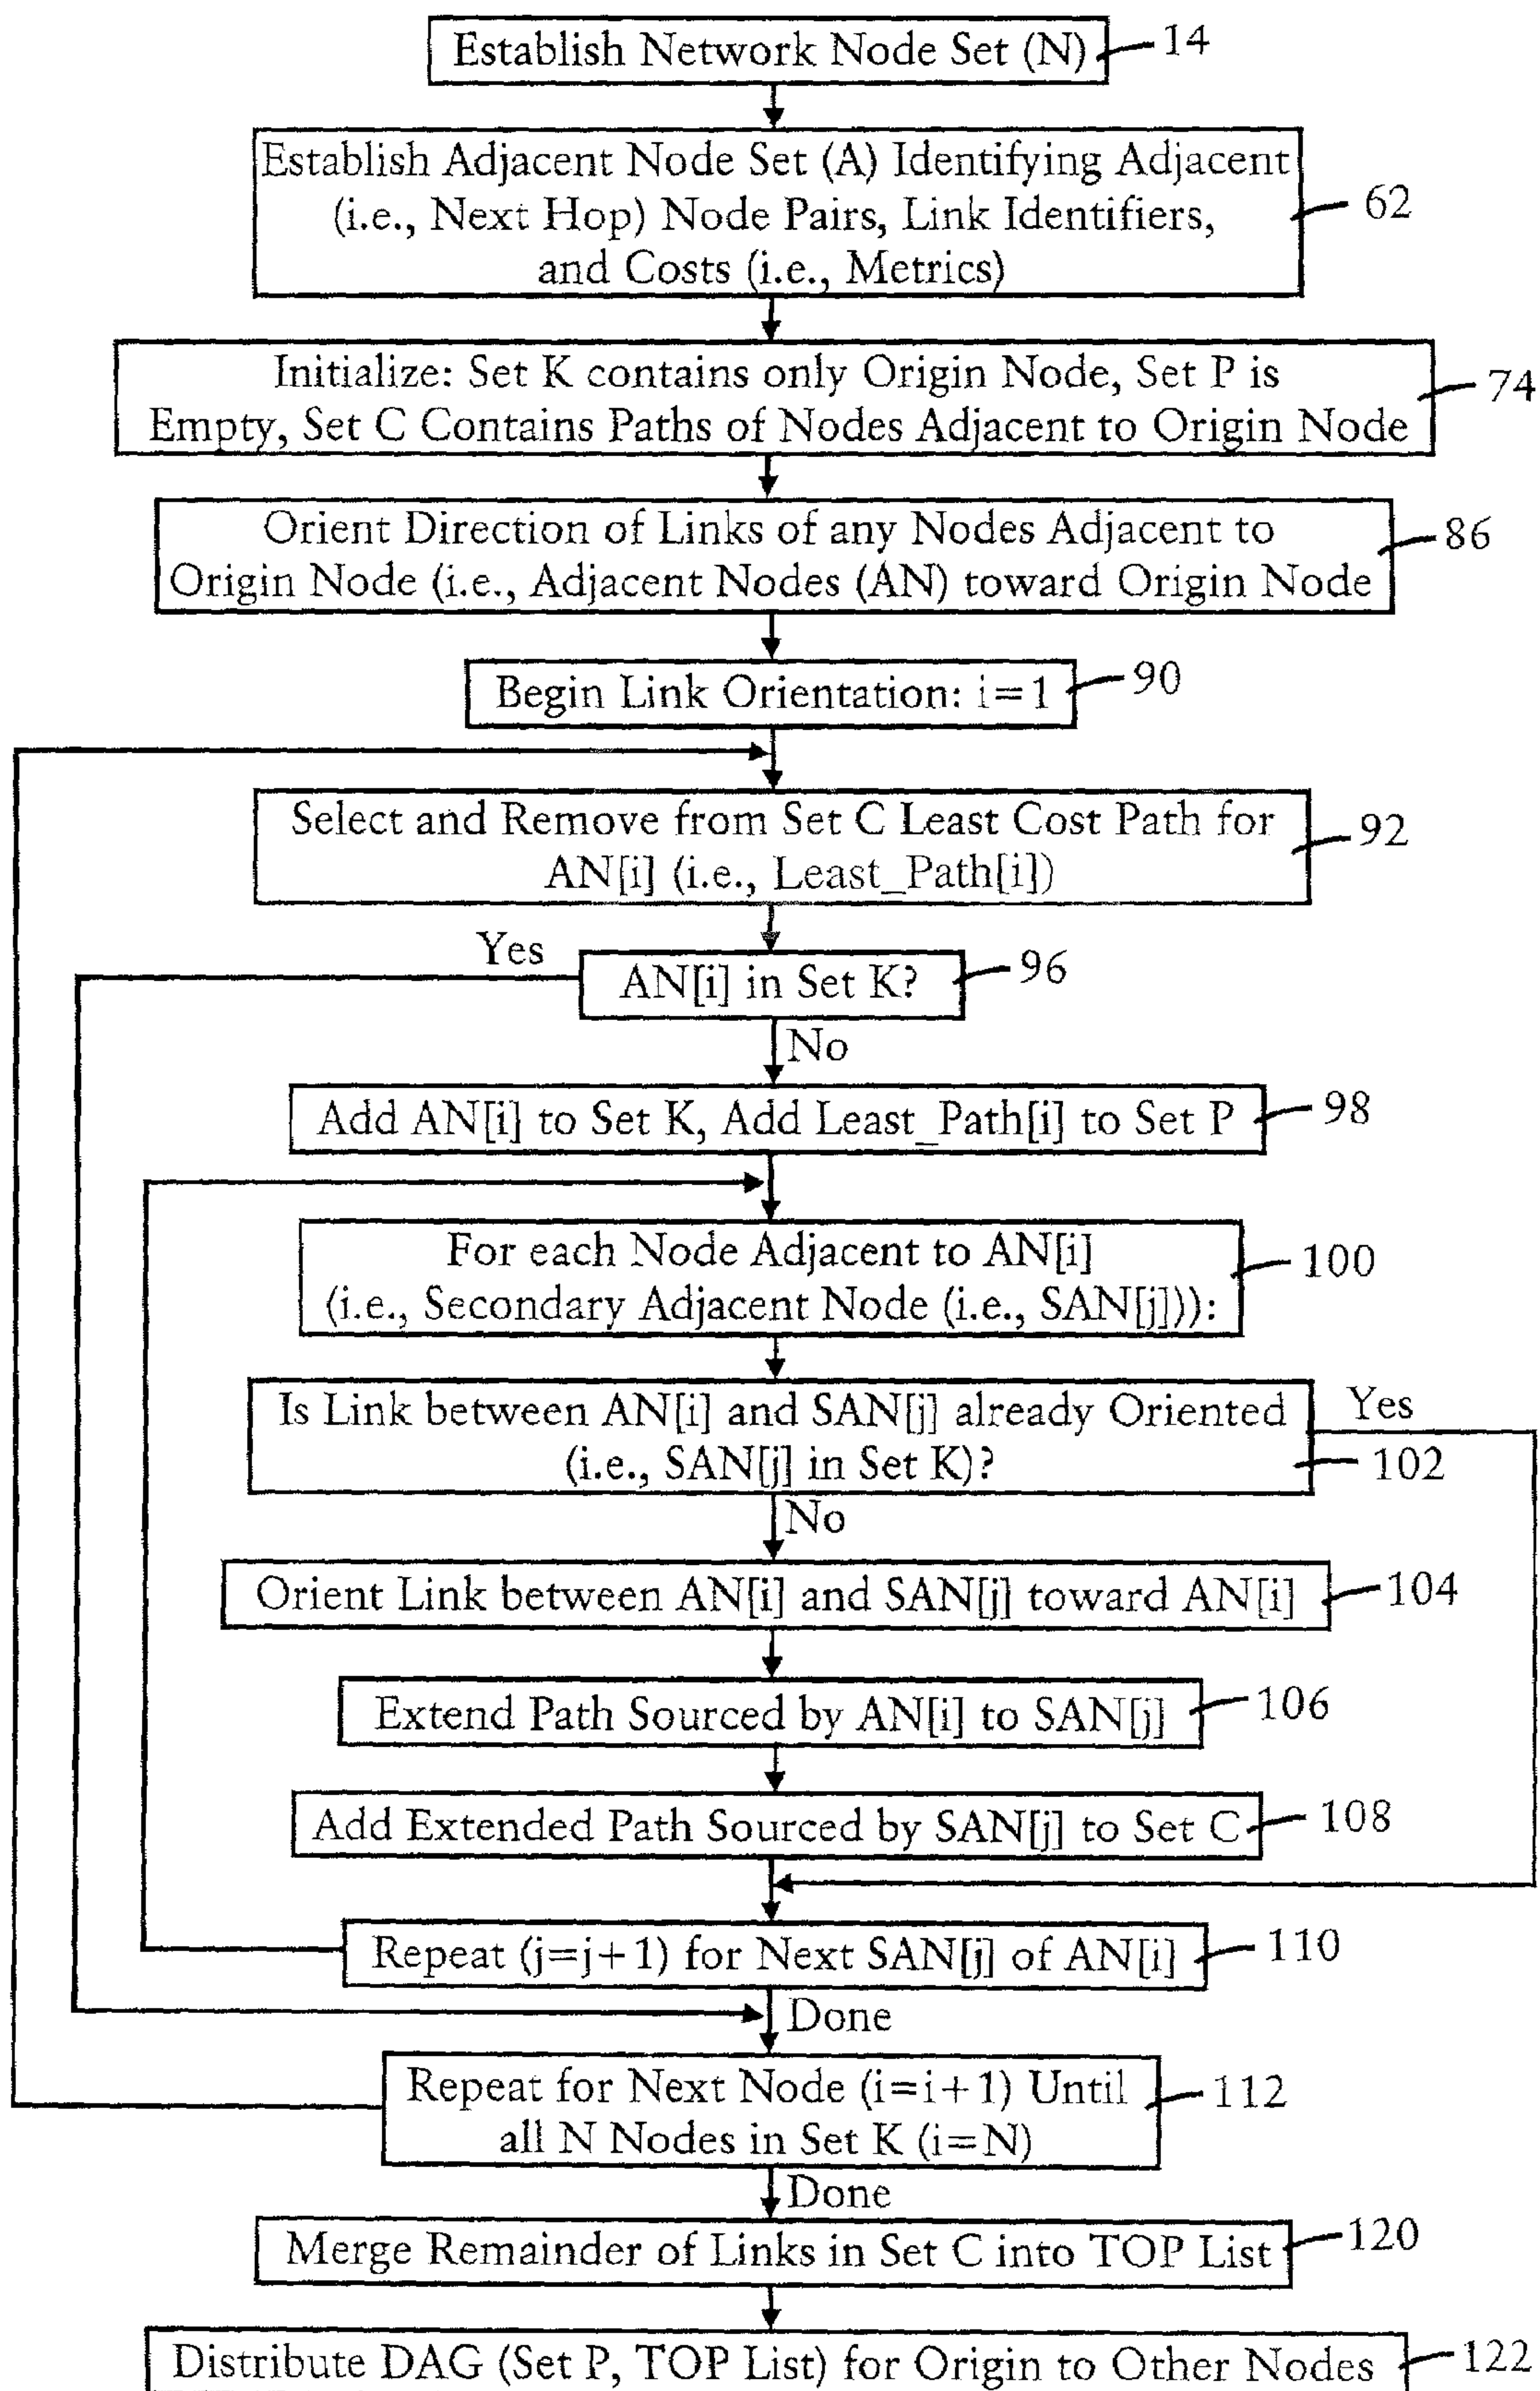 Establish Network Node Set (N) 14
Establish Adjacent Node Set (A) Identifying Adjacent
(i.e., Next Hop) Node Pairs, Link Identifiers, 62
and Costs (i.e., Metrics)
Initialize: Set K contains only Origin Node, Set P is
Empty, Set C Contains Paths of Nodes Adjacent to Origin Node 74
Orient Direction of Links of any Nodes Adjacent to
Origin Node (i.e., Adjacent Nodes (AN) toward Origin Node 86
Begin Link Orientation: i=1 90
Select and Remove from Set C Least Cost Path for
AN[i] (i.e., Least_Path[i]) 92
Yes
AN[i] in Set K? 96
No
Add AN[i] to Set K, Add Least_Path[i] to Set P 98
For each Node Adjacent to AN[i]
(i.e., Secondary Adjacent Node (i.e., SAN[j])): 100
Is Link between AN[i] and SAN[j] already Oriented Yes
(i.e., SAN[j] in Set K)? 102
No
Orient Link between AN[i] and SAN[j] toward AN[i] 104
Extend Path Sourced by AN[i] to SAN[j] 106
Add Extended Path Sourced by SAN[j] to Set C 108
Repeat (j=j+1) for Next SAN[j] of AN[i] 110
Done
Repeat for Next Node (i=i+1) Until 112
all N Nodes in Set K (i=N)
Done
Merge Remainder of Links in Set C into TOP List 120
Distribute DAG (Set P, TOP List) for Origin to Other Nodes 122